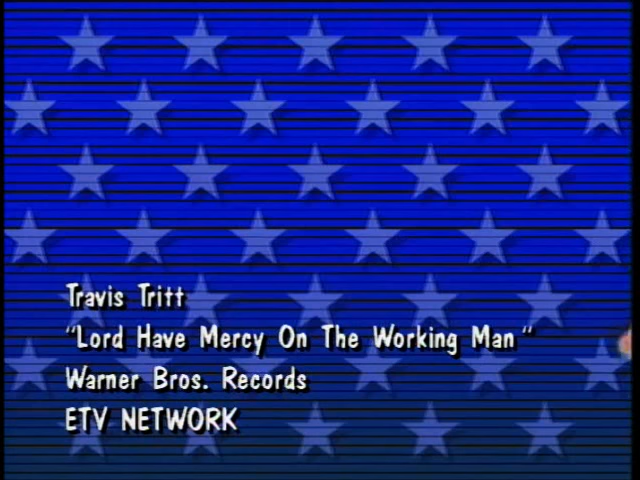 Travis Tritt
"Lord Have Mercy On The Working Man"
Warner Bros. Records
ETV NETWORK